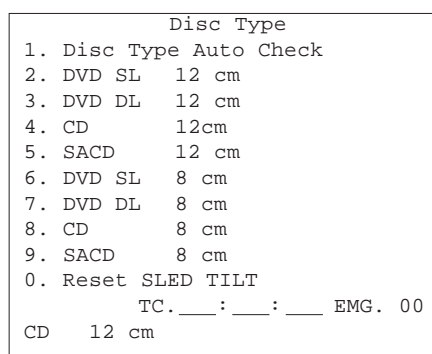 Disc Type
1. Disc Type Auto Check
2. DVD SL 12 cm
3. DVD DL 12 cm
4. CD 12cm
5. SACD 12 cm
6. DVD SL 8 cm
7. DVD DL 8 cm
8. CD 8 cm
9. SACD 8 cm
0. Reset SLED TILT
TC.___:___:___ EMG. 00
CD 12 cm